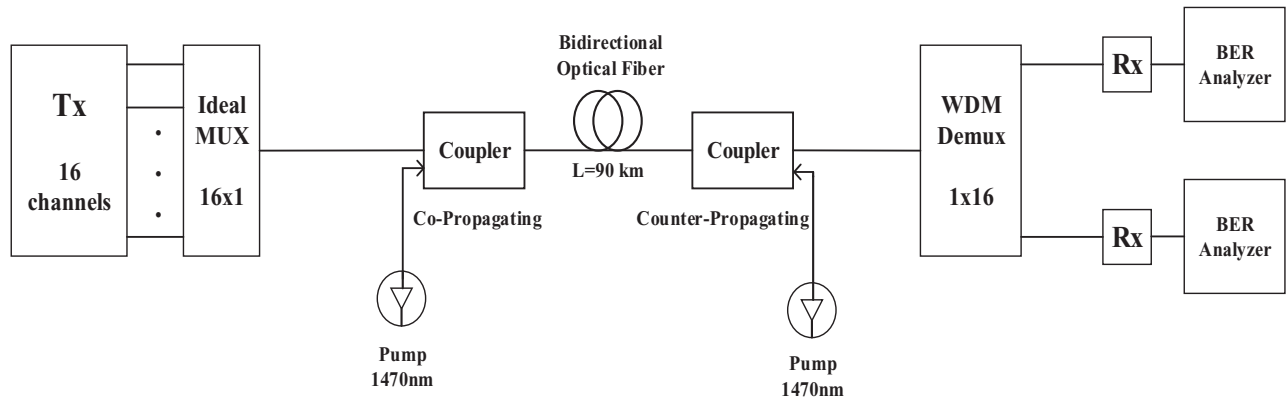 Tx
16
channels
Ideal
MUX
16x1
Coupler
Co-Propagating
Pump
1470nm
Bidirectional
Optical Fiber
L=90 km
Coupler
Counter-Propagating
Pump
1470nm
WDM
Demux
1x16
Rx
BER
Analyzer
Rx
BER
Analyzer